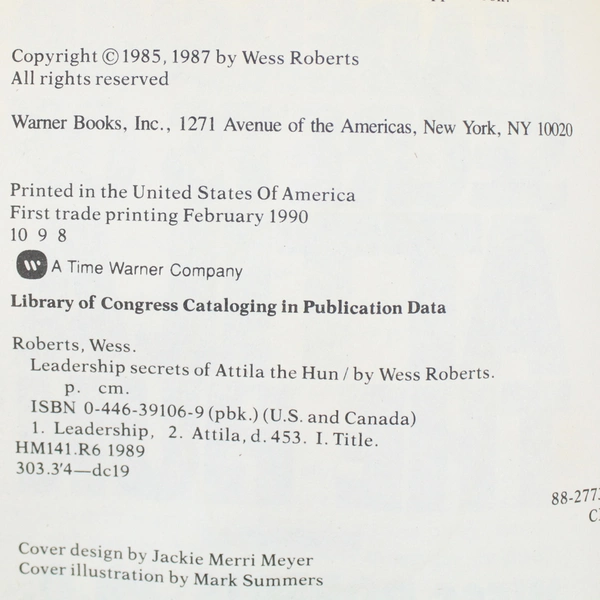 Copyright © 1985, 1987 by Wess Roberts
All rights reserved
Warner Books, Inc., 1271 Avenue of the Americas, New York, NY 10020
Printed in the United States Of America
First trade printing February 1990
10 9 8
A Time Warner Company
Library of Congress Cataloging in Publication Data
Roberts, Wess.
Leadership secrets of Attila the Hun / by Wess Roberts.
p. cm.
ISBN 0-446-39106-9 (pbk.) (U.S. and Canada)
1. Leadership, 2. Attila, d. 453. I. Title.
HM141.R6 1989
303.3'4—dc19
88-277
C
Cover design by Jackie Merri Meyer
Cover illustration by Mark Summers